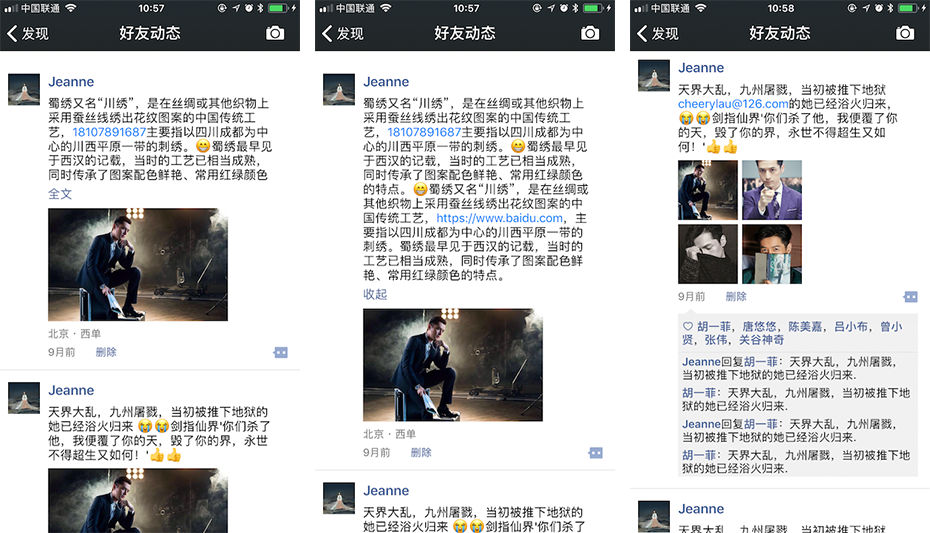 中国联通 10:57
发现 好友动态
Jeanne
蜀绣又名“川绣”，是在丝绸或其他织物上
采用蚕丝线绣出花纹图案的中国传统工
艺，18107891687主要指以四川成都为中
心的川西平原一带的刺绣。😁蜀绣最早见
于西汉的记载，当时的工艺已相当成熟，
同时传承了图案配色鲜艳、常用红绿颜色
全文
北京 · 西单
9月前 删除
Jeanne
天界大乱，九州屠戮，当初被推下地狱的
她已经浴火归来 😭😭剑指仙界'你们杀了
他，我便覆了你的天，毁了你的界，永世
不得超生又如何！'👍👍
中国联通 10:57
发现 好友动态
Jeanne
蜀绣又名“川绣”，是在丝绸或其他织物上
采用蚕丝线绣出花纹图案的中国传统工
艺，18107891687主要指以四川成都为中
心的川西平原一带的刺绣。😁蜀绣最早见
于西汉的记载，当时的工艺已相当成熟，
同时传承了图案配色鲜艳、常用红绿颜色
的特点。😁蜀绣又名“川绣”，是在丝绸或
其他织物上采用蚕丝线绣出花纹图案的中
国传统工艺，https://www.baidu.com，主
要指以四川成都为中心的川西平原一带的
刺绣。蜀绣最早见于西汉的记载，当时的
工艺已相当成熟，同时传承了图案配色鲜
艳、常用红绿颜色的特点。
收起
北京 · 西单
9月前 删除
Jeanne
天界大乱，九州屠戮，当初被推下地狱的
她已经浴火归来 😭😭剑指仙界'你们杀了
中国联通 10:58
发现 好友动态
Jeanne
天界大乱，九州屠戮，当初被推下地狱
cheerylau@126.com的她已经浴火归来，
😭😭剑指仙界'你们杀了他，我便覆了你
的天，毁了你的界，永世不得超生又如
何！'👍👍
9月前 删除
♡ 胡一菲，唐悠悠，陈美嘉，吕小布，曾小
贤，张伟，关谷神奇
Jeanne回复胡一菲：天界大乱，九州屠戮，
当初被推下地狱的她已经浴火归来.
胡一菲：天界大乱，九州屠戮，当初被推下地
狱的她已经浴火归来.
Jeanne回复胡一菲：天界大乱，九州屠戮，
当初被推下地狱的她已经浴火归来.
胡一菲：天界大乱，九州屠戮，当初被推下地
狱的她已经浴火归来.
Jeanne
天界大乱，九州屠戮，当初被推下地狱